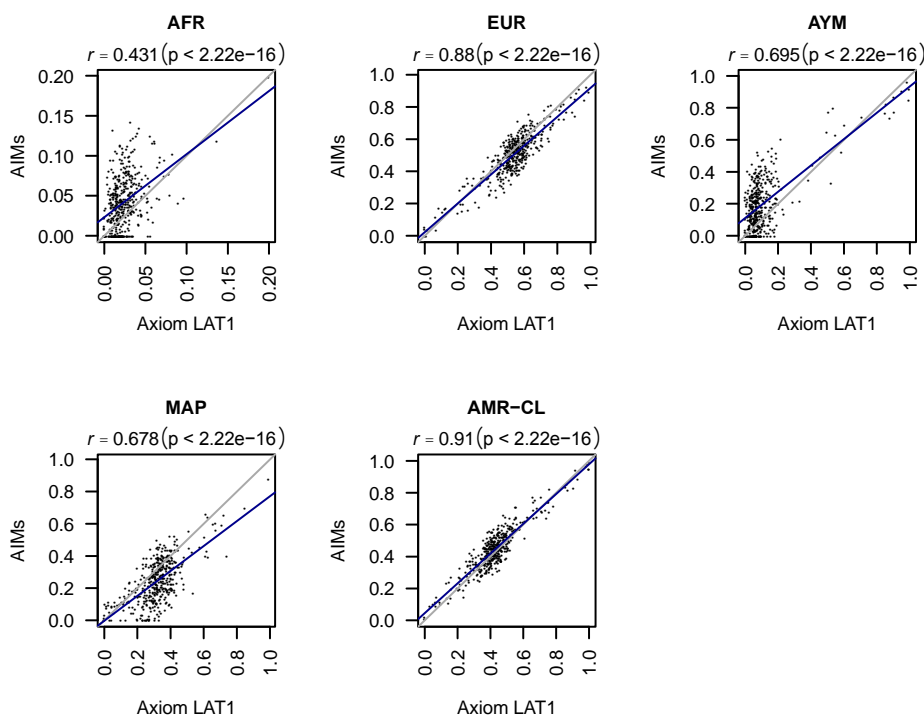 AFR
r = 0.431(p < 2.22e−16)
0.20
0.15
0.10
0.05
0.00
AIMs
0.00
0.05
0.10
0.15
0.20
Axiom LAT1
EUR
r = 0.88(p < 2.22e−16)
1.0
0.8
0.6
0.4
0.2
0.0
AIMs
0.0
0.2
0.4
0.6
0.8
1.0
Axiom LAT1
AYM
r = 0.695(p < 2.22e−16)
1.0
0.8
0.6
0.4
0.2
0.0
AIMs
0.0
0.2
0.4
0.6
0.8
1.0
Axiom LAT1
MAP
r = 0.678(p < 2.22e−16)
1.0
0.8
0.6
0.4
0.2
0.0
AIMs
0.0
0.2
0.4
0.6
0.8
1.0
Axiom LAT1
AMR−CL
r = 0.91(p < 2.22e−16)
1.0
0.8
0.6
0.4
0.2
0.0
AIMs
0.0
0.2
0.4
0.6
0.8
1.0
Axiom LAT1